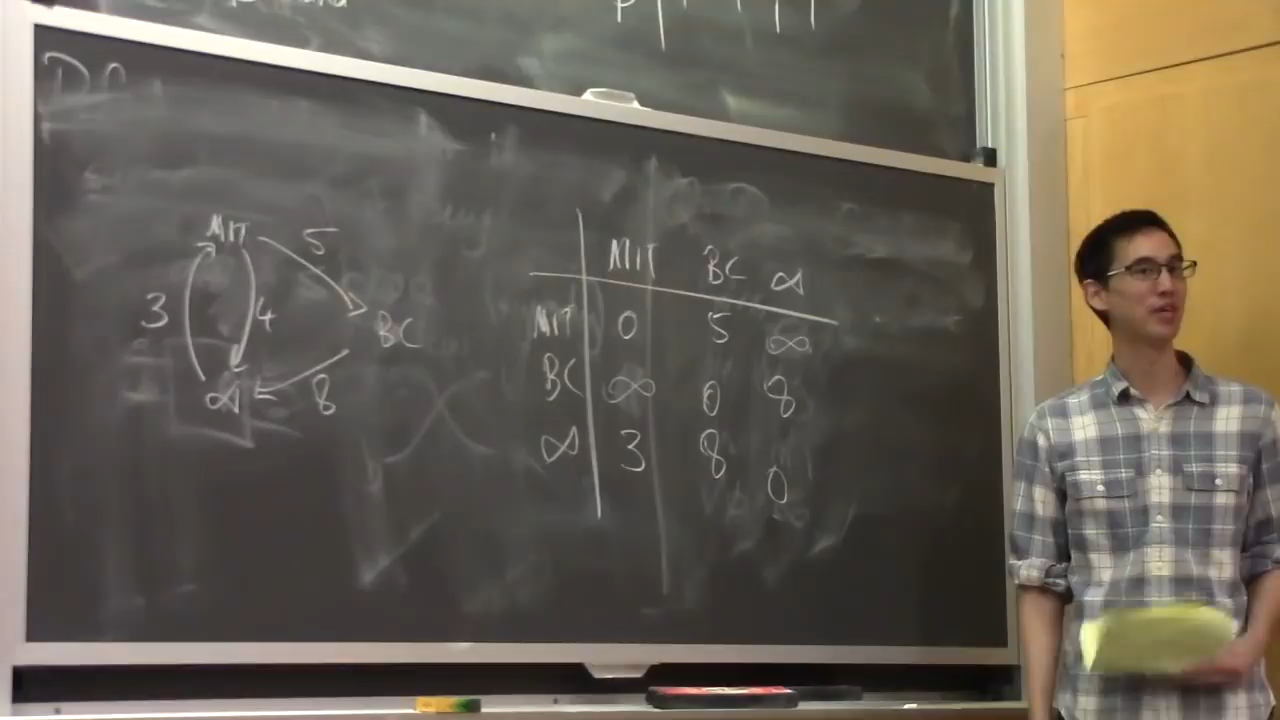 MIT 5
3 4 BC
∝ 8
MIT BC ∝
MIT 0 5 ∞
BC ∞ 0 8
∝ 3 8 0